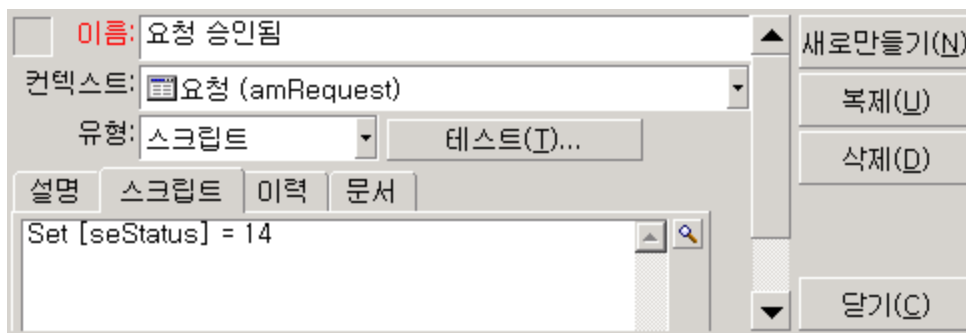 이름: 요청 승인됨
새로만들기(N)
컨텍스트: 요청 (amRequest)
복제(U)
유형: 스크립트 테스트(T)...
삭제(D)
설명 스크립트 이력 문서
Set [seStatus] = 14
닫기(C)